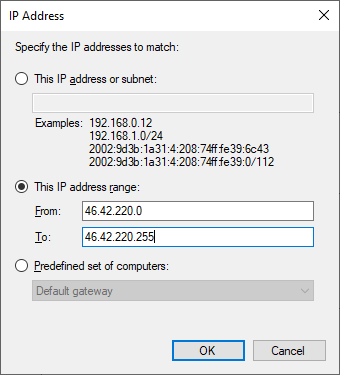 IP Address
Specify the IP addresses to match:
This IP address or subnet:
Examples: 192.168.0.12
192.168.1.0/24
2002:9d3b:1a31:4:208:74ff:fe39:6c43
2002:9d3b:1a31:4:208:74ff:fe39:0/112
This IP address range:
From: 46.42.220.0
To: 46.42.220.255
Predefined set of computers:
Default gateway
OK Cancel